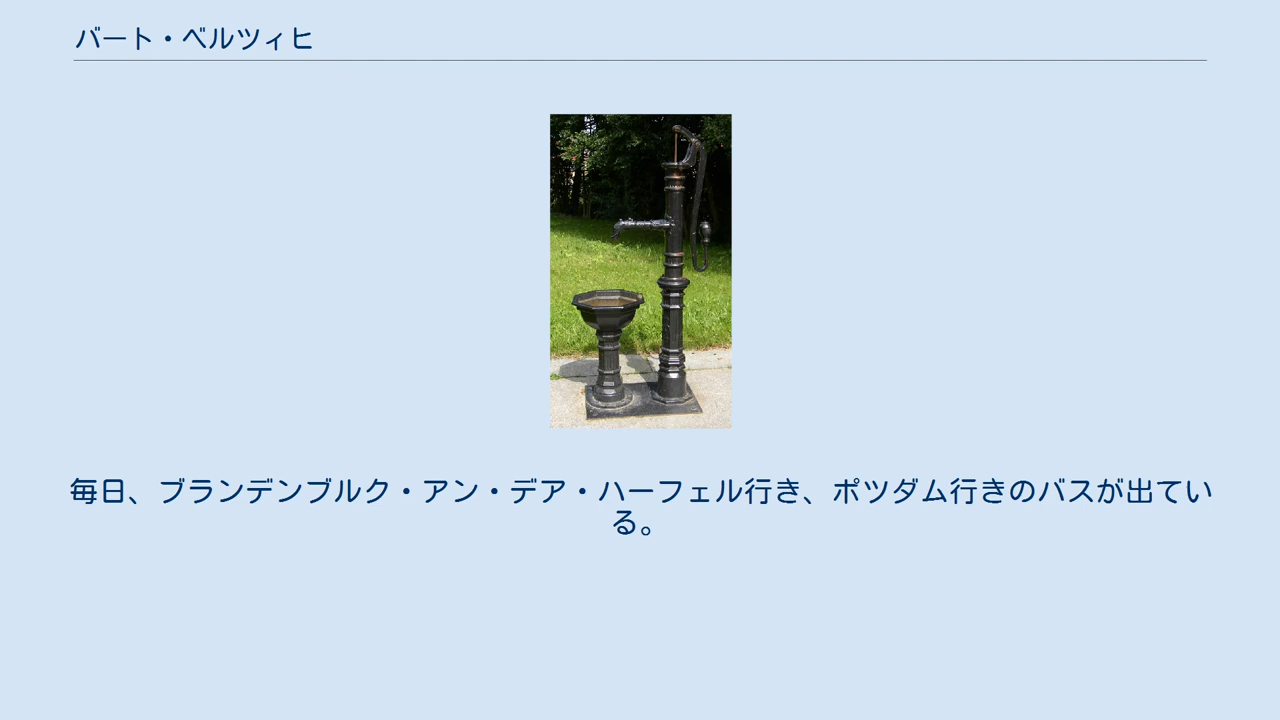 バート・ベルツィヒ
毎日、ブランデンブルク・アン・デア・ハーフェル行き、ポツダム行きのバスが出てい
る。